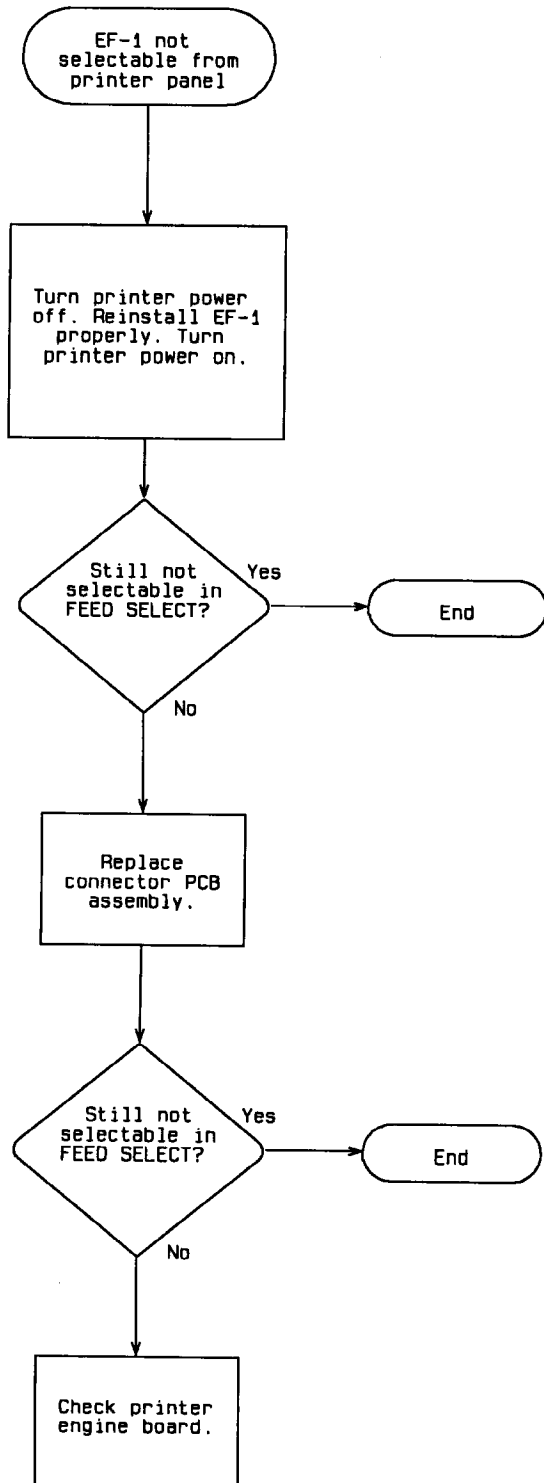 EF-1 not
selectable from
printer panel
Turn printer power
off. Reinstall EF-1
properly. Turn
printer power on.
Still not
selectable in
FEED SELECT?
Yes
End
No
Replace
connector PCB
assembly.
Still not
selectable in
FEED SELECT?
Yes
End
No
Check printer
engine board.